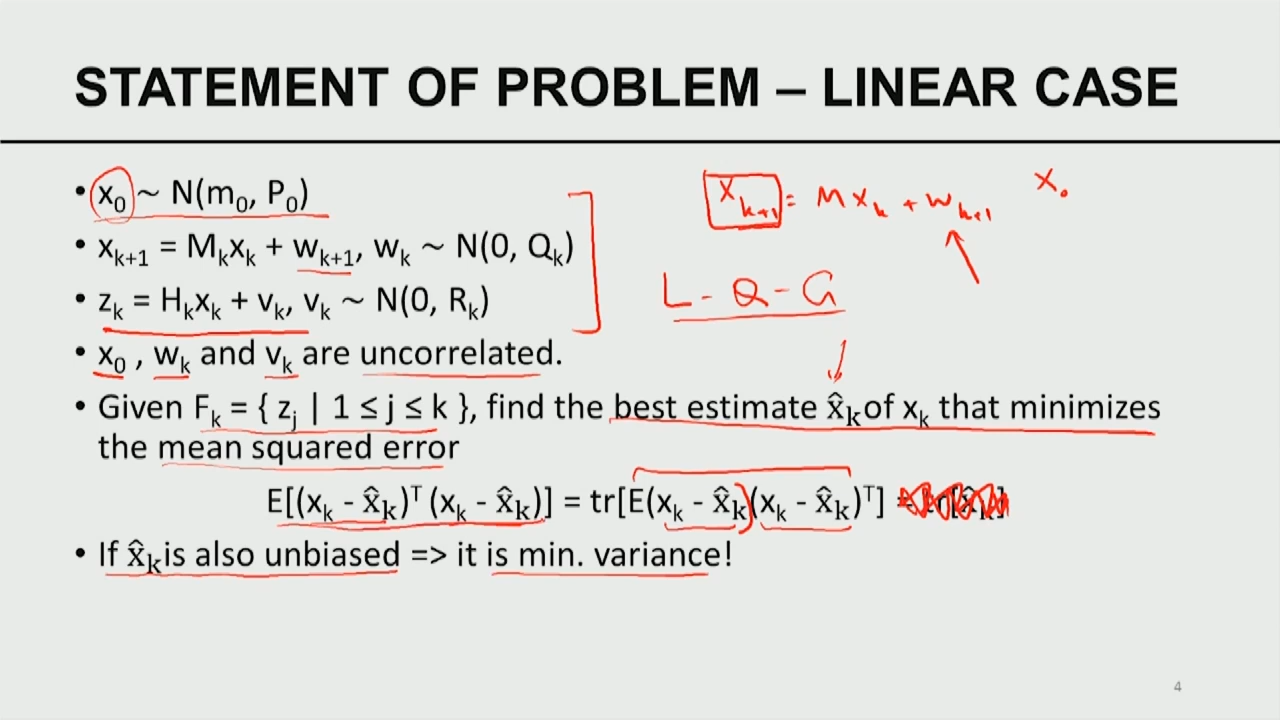 STATEMENT OF PROBLEM – LINEAR CASE
• x₀ ~ N(m₀, P₀)
xₖ₊₁ = M xₖ + wₖ₊₁
x₀
• xₖ₊₁ = Mₖxₖ + wₖ₊₁, wₖ ~ N(0, Qₖ)
• zₖ = Hₖxₖ + vₖ, vₖ ~ N(0, Rₖ)
L - Q - G
• x₀ , wₖ and vₖ are uncorrelated.
• Given Fₖ = { zⱼ | 1 ≤ j ≤ k }, find the best estimate x̂ₖ of xₖ that minimizes
the mean squared error
E[(xₖ - x̂ₖ)ᵀ (xₖ - x̂ₖ)] = tr[E(xₖ - x̂ₖ)(xₖ - x̂ₖ)ᵀ]
• If x̂ₖ is also unbiased => it is min. variance!
4